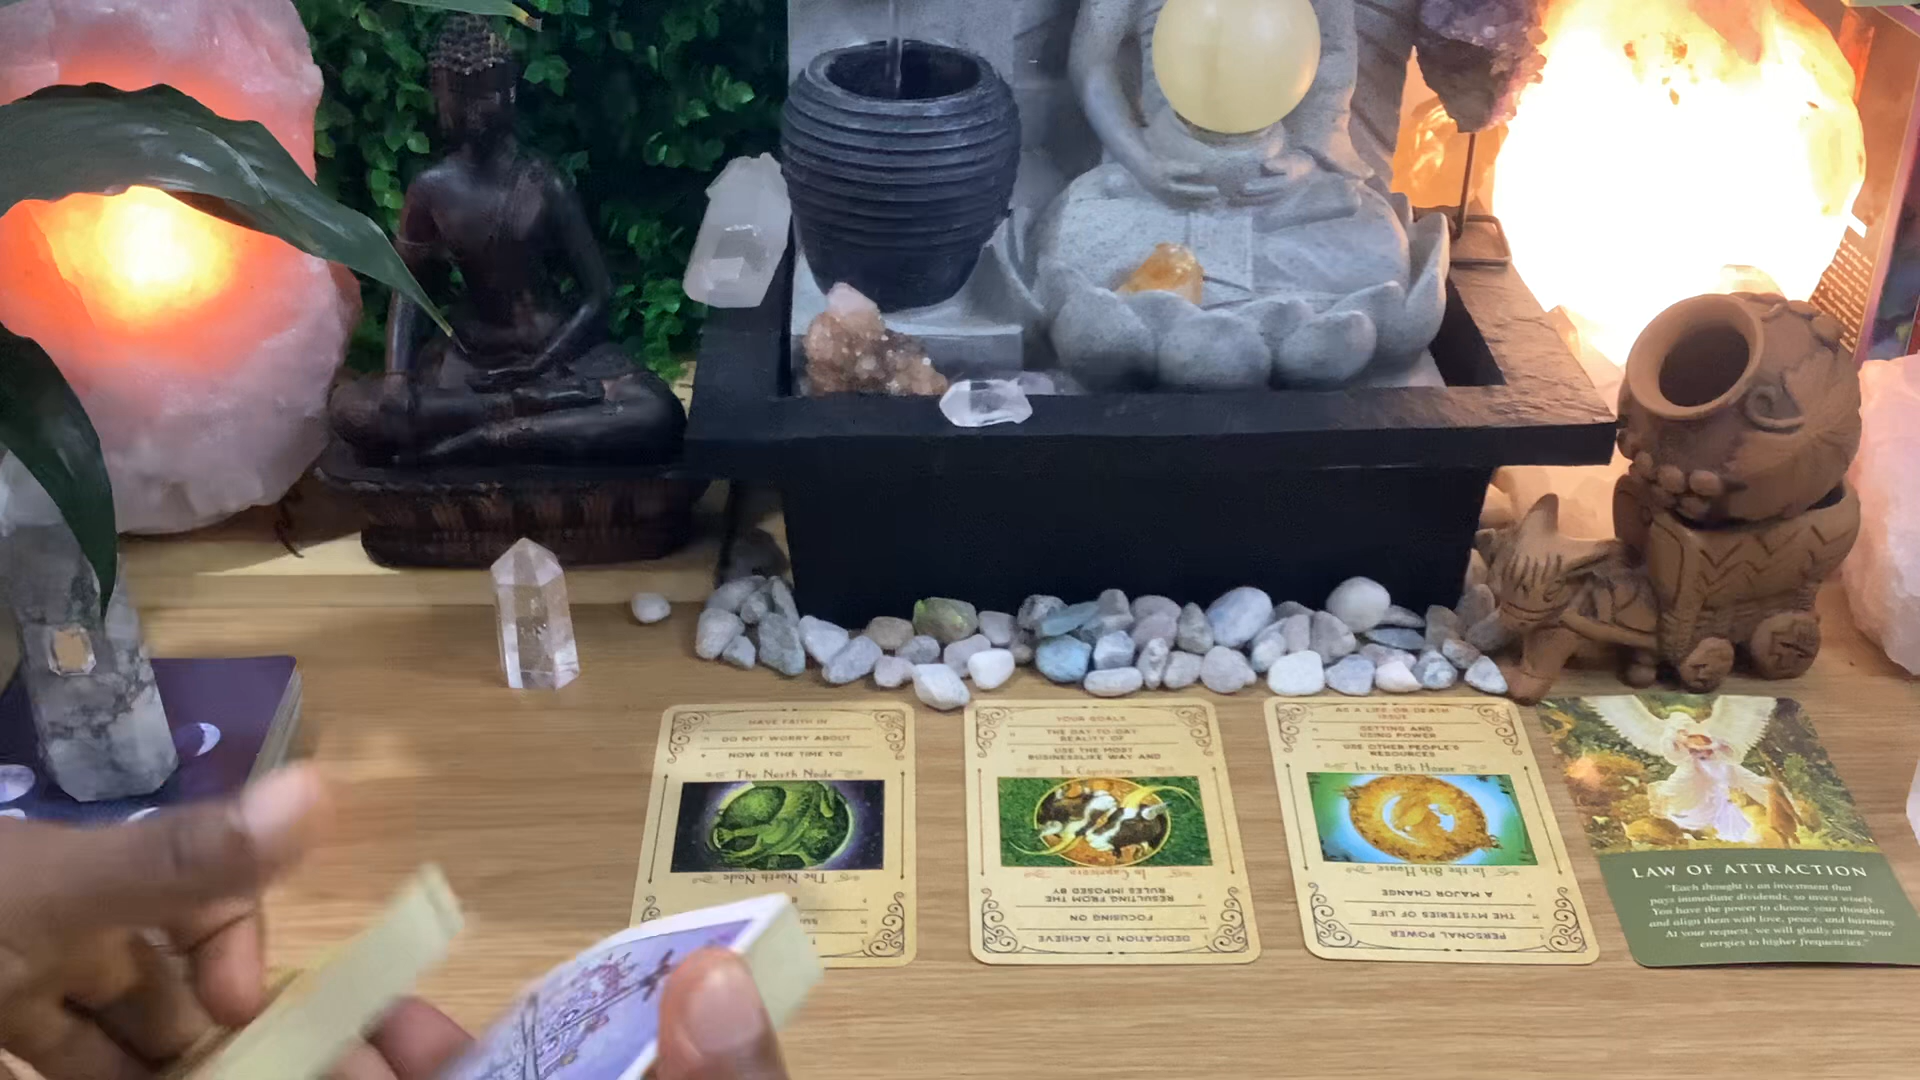 HAVE FAITH IN
DO NOT WORRY ABOUT
NOW IS THE TIME TO
The North Node
The North Node
YOUR GOALS
THE DAY-TO-DAY
REALITY OF
USE THE MOST
BUSINESSLIKE WAY AND
In Capricorn
In Capricorn
RULES IMPOSED BY
RESULTING FROM THE
FOCUSING ON
DEDICATION TO ACHIEVE
AS A LIFE-OR-DEATH
ISSUE
GETTING AND
USING POWER
USE OTHER PEOPLE'S
RESOURCES
In the 8th House
In the 8th House
A MAJOR CHANGE
THE MYSTERIES OF LIFE
PERSONAL POWER
LAW OF ATTRACTION
"Each thought is an investment that
pays immediate dividends, so invest wisely.
You have the power to choose your thoughts
and align them with love, peace, and harmony.
At your request, we will gladly attune your
energies to higher frequencies."